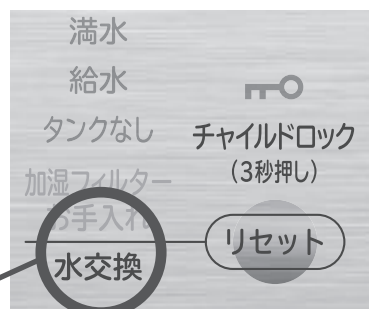 満水
給水
タンクなし
チャイルドロック
(3秒押し)
加湿フィルター
お手入れ
リセット
水交換